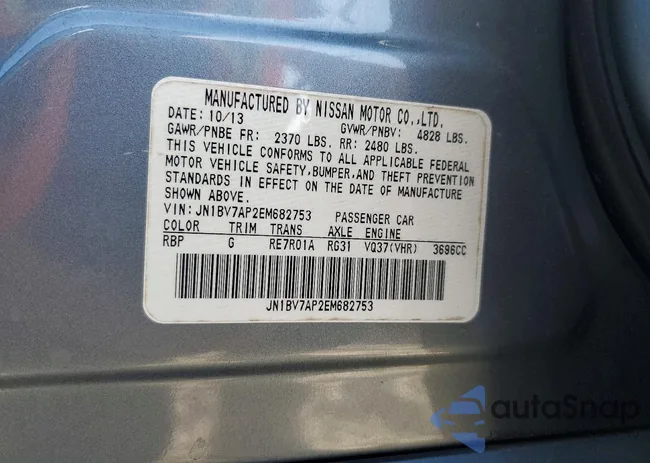 MANUFACTURED BY NISSAN MOTOR CO.,LTD.
DATE: 10/13 GVWR/PNBV: 4828 LBS.
GAWR/PNBE FR: 2370 LBS. RR: 2480 LBS.
THIS VEHICLE CONFORMS TO ALL APPLICABLE FEDERAL
MOTOR VEHICLE SAFETY,BUMPER,AND THEFT PREVENTION
STANDARDS IN EFFECT ON THE DATE OF MANUFACTURE
SHOWN ABOVE.
VIN: JN1BV7AP2EM682753 PASSENGER CAR
COLOR TRIM TRANS AXLE ENGINE
RBP G RE7R01A RG31 VQ37(VHR) 3696CC
JN1BV7AP2EM682753
autoSnap